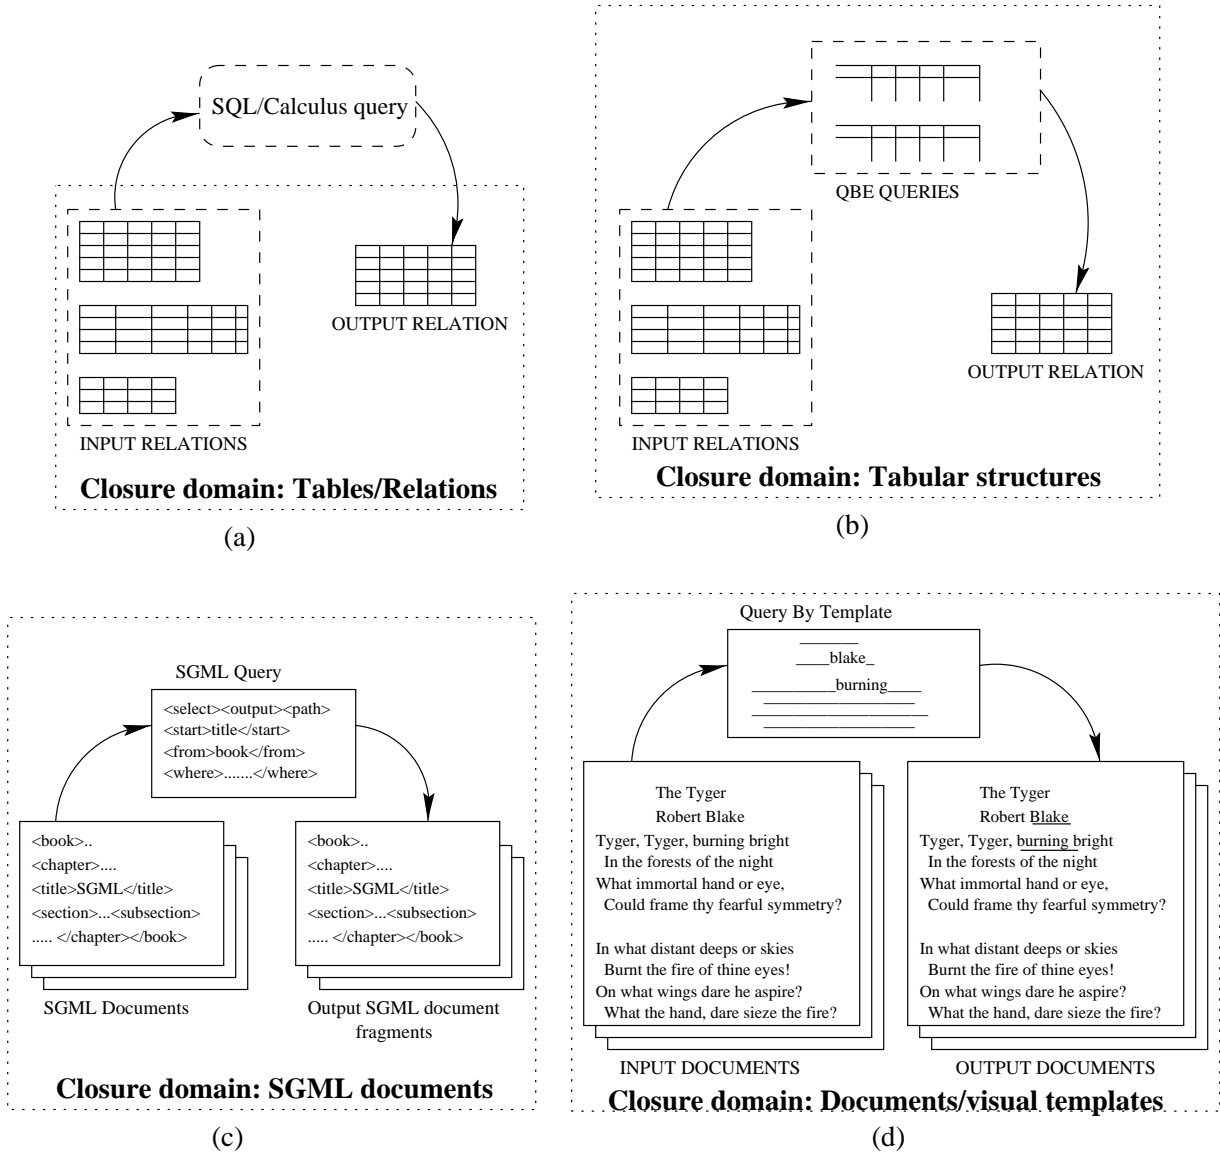 SQL/Calculus query
OUTPUT RELATION
INPUT RELATIONS
Closure domain: Tables/Relations
(a)
QBE QUERIES
OUTPUT RELATION
INPUT RELATIONS
Closure domain: Tabular structures
(b)
SGML Query
<select><output><path>
<start>title</start>
<from>book</from>
<where>.......</where>
<book>..
<chapter>....
<title>SGML</title>
<section>...<subsection>
..... </chapter></book>
SGML Documents
<book>..
<chapter>....
<title>SGML</title>
<section>...<subsection>
..... </chapter></book>
Output SGML document
fragments
Closure domain: SGML documents
(c)
Query By Template
_______
____blake_
__________burning____
The Tyger
Robert Blake
Tyger, Tyger, burning bright
In the forests of the night
What immortal hand or eye,
Could frame thy fearful symmetry?
In what distant deeps or skies
Burnt the fire of thine eyes!
On what wings dare he aspire?
What the hand, dare sieze the fire?
INPUT DOCUMENTS
The Tyger
Robert Blake
Tyger, Tyger, burning bright
In the forests of the night
What immortal hand or eye,
Could frame thy fearful symmetry?
In what distant deeps or skies
Burnt the fire of thine eyes!
On what wings dare he aspire?
What the hand, dare sieze the fire?
OUTPUT DOCUMENTS
Closure domain: Documents/visual templates
(d)